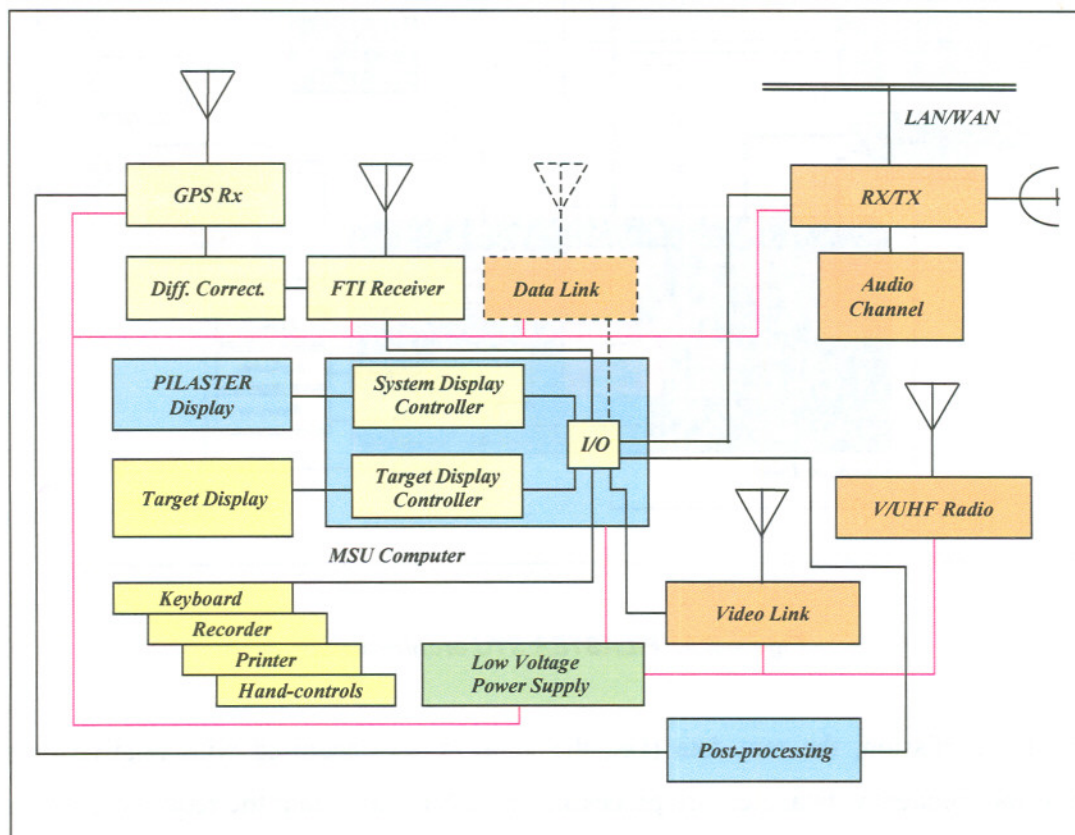 LAN/WAN
GPS Rx
RX/TX
Diff. Correct.
FTI Receiver
Data Link
Audio
Channel
PILASTER
Display
System Display
Controller
I/O
Target Display
Target Display
Controller
V/UHF Radio
MSU Computer
Keyboard
Recorder
Printer
Hand-controls
Video Link
Low Voltage
Power Supply
Post-processing